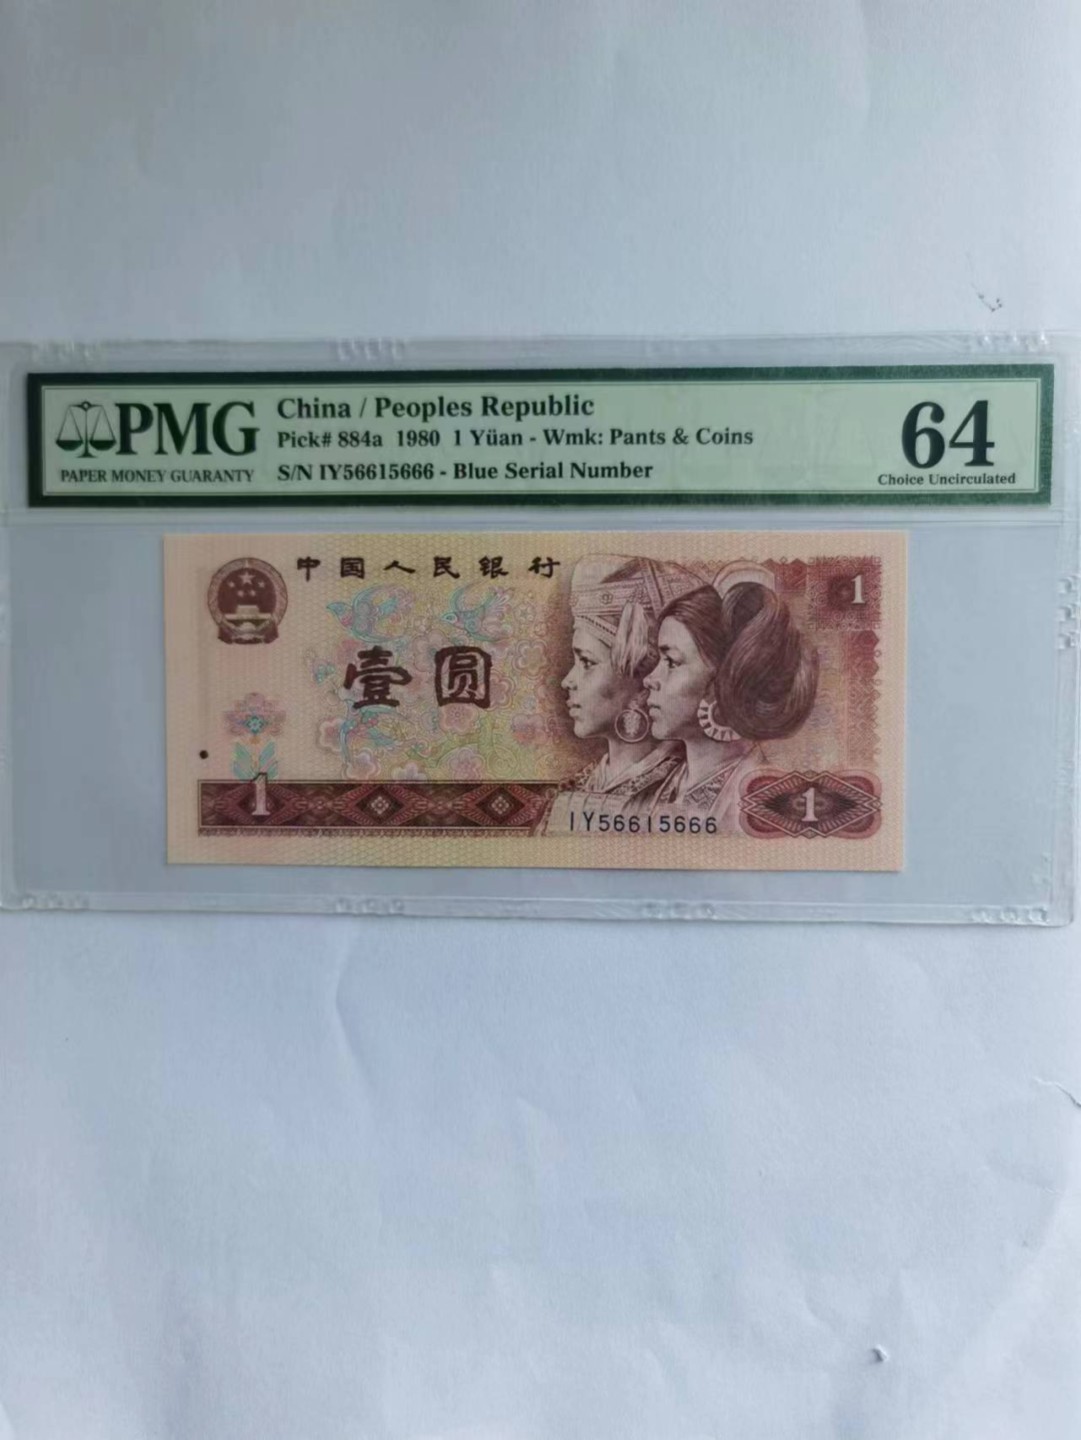 PMG
PAPER MONEY GUARANTY
China / Peoples Republic
Pick# 884a 1980 1 Yüan - Wmk: Pants & Coins
S/N IY56615666 - Blue Serial Number
64
Choice Uncirculated
中国人民银行
1
壹圆
1
1
IY56615666